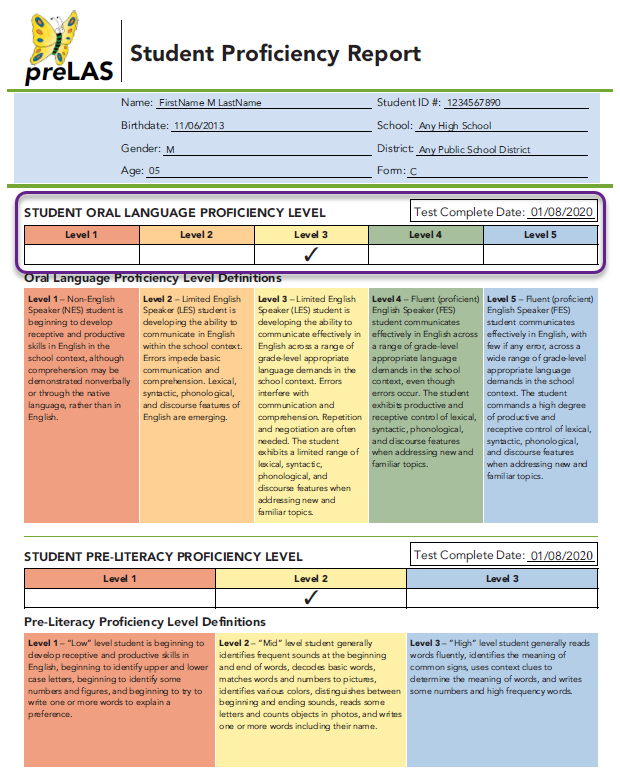 preLAS
Student Proficiency Report
Name: FirstName M LastName
Student ID #: 1234567890
Birthdate: 11/06/2013
School: Any High School
Gender: M
District: Any Public School District
Age: 05
Form: C
STUDENT ORAL LANGUAGE PROFICIENCY LEVEL
Test Complete Date: 01/08/2020
Level 1 Level 2 Level 3 Level 4 Level 5
✓
Oral Language Proficiency Level Definitions
Level 1 – Non-English
Speaker (NES) student is
beginning to develop
receptive and productive
skills in English in the
school context, although
comprehension may be
demonstrated nonverbally
or through the native
language, rather than in
English.
Level 2 – Limited English
Speaker (LES) student is
developing the ability to
communicate in English
within the school context.
Errors impede basic
communication and
comprehension. Lexical,
syntactic, phonological,
and discourse features of
English are emerging.
Level 3 – Limited English
Speaker (LES) student is
developing the ability to
communicate effectively in
English across a range of
grade-level appropriate
language demands in the
school context. Errors
interfere with
communication and
comprehension. Repetition
and negotiation are often
needed. The student
exhibits a limited range of
lexical, syntactic,
phonological, and
discourse features when
addressing new and
familiar topics.
Level 4 – Fluent (proficient)
English Speaker (FES)
student communicates
effectively in English across
a range of grade-level
appropriate language
demands in the school
context, even though
errors occur. The student
exhibits productive and
receptive control of lexical,
syntactic, phonological,
and discourse features
when addressing new and
familiar topics.
Level 5 – Fluent (proficient)
English Speaker (FES)
student communicates
effectively in English, with
few if any error, across a
wide range of grade-level
appropriate language
demands in the school
context. The student
commands a high degree
of productive and
receptive control of lexical,
syntactic, phonological,
and discourse features
when addressing new and
familiar topics.
STUDENT PRE-LITERACY PROFICIENCY LEVEL
Test Complete Date: 01/08/2020
Level 1 Level 2 Level 3
✓
Pre-Literacy Proficiency Level Definitions
Level 1 – “Low” level student is beginning to
develop receptive and productive skills in
English, beginning to identify upper and lower
case letters, beginning to identify some
numbers and figures, and beginning to try to
write one or more words to explain a
preference.
Level 2 – “Mid” level student generally
identifies frequent sounds at the beginning
and end of words, decodes basic words,
matches words and numbers to pictures,
identifies various colors, distinguishes between
beginning and ending sounds, reads some
letters and counts objects in photos, and writes
one or more words including their name.
Level 3 – “High” level student generally reads
words fluently, identifies the meaning of
common signs, uses context clues to
determine the meaning of words, and writes
some numbers and high frequency words.